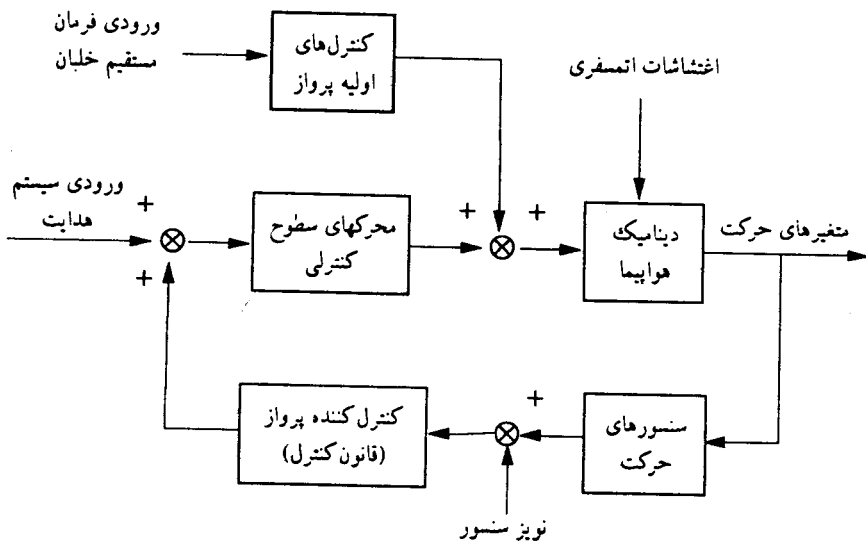 ورودی فرمان
مستقیم خلبان
کنترل‌های
اولیه پرواز
اغتشاشات اتمسفری
ورودی سیستم
هدایت
+
+
محرکهای سطوح
کنترلی
+
+
دینامیک
هواپیما
متغیرهای حرکت
کنترل‌کننده پرواز
(قانون کنترل)
+
سنسورهای
حرکت
نویز سنسور